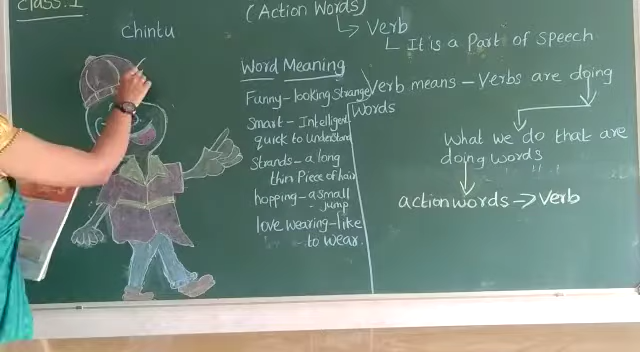 Class:-I
Chintu
(Action Words)
Verb
It is a Part of speech
Word Meaning
Funny-looking strange
Smart - Intelligent
quick to understand
Strands - a long
thin Piece of hair
hopping - a small
jump
love wearing - like
to wear.
Verb means - Verbs are doing
Words
What we do that are
doing words
action words → Verb